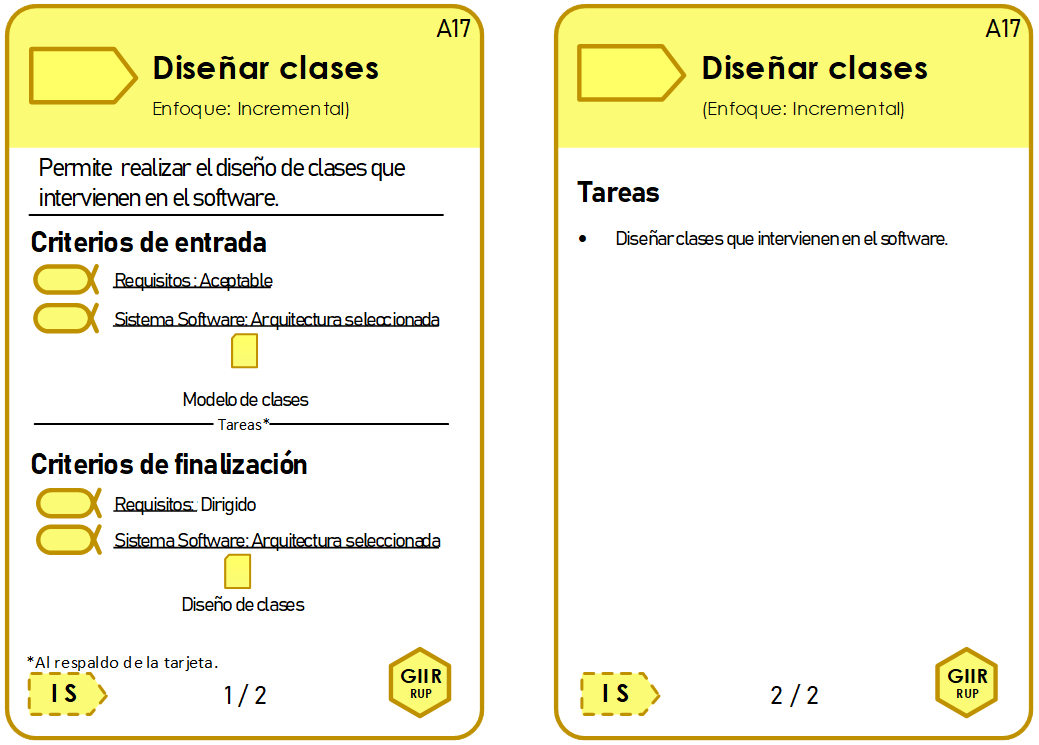 A17
Diseñar clases
Enfoque: Incremental)
Permite realizar el diseño de clases que
intervienen en el software.
Criterios de entrada
Requisitos : Aceptable
Sistema Software: Arquitectura seleccionada
Modelo de clases
Tareas*
Criterios de finalización
Requisitos: Dirigido
Sistema Software: Arquitectura seleccionada
Diseño de clases
*Al respaldo de la tarjeta.
I S
1 / 2
GIIR
RUP
A17
Diseñar clases
(Enfoque: Incremental)
Tareas
• Diseñar clases que intervienen en el software.
I S
2 / 2
GIIR
RUP